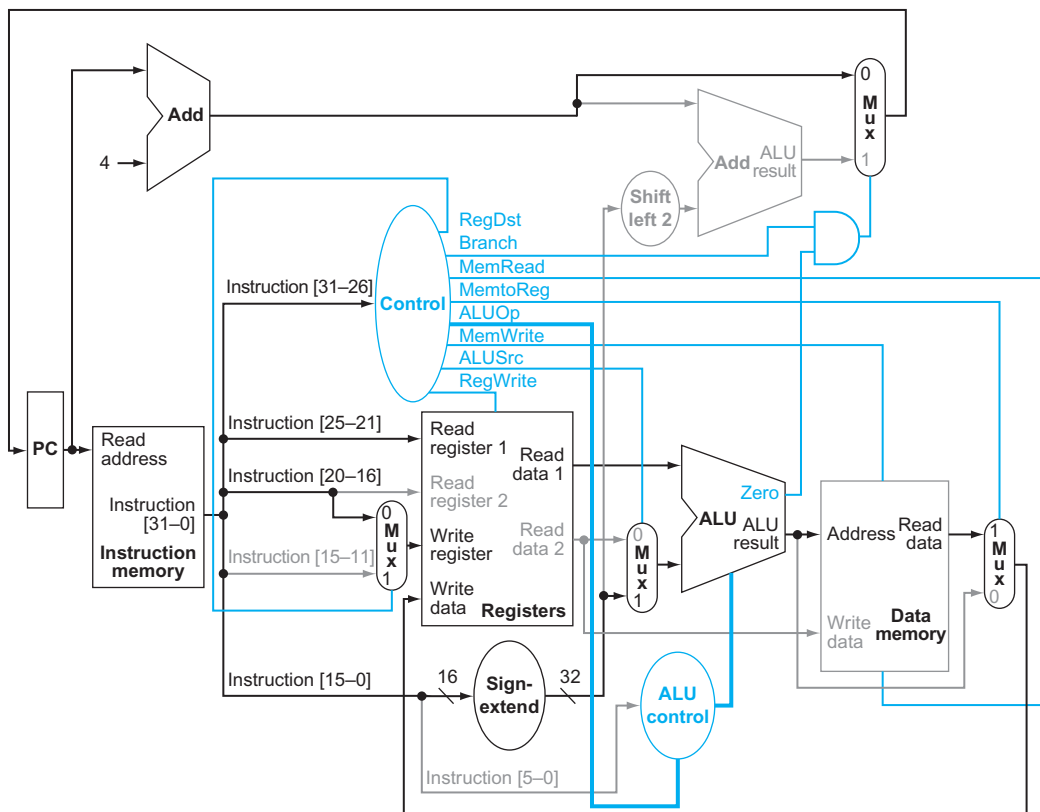 0
M
u
x
1
Add
4
Add
ALU
result
Shift
left 2
RegDst
Branch
MemRead
MemtoReg
ALUOp
MemWrite
ALUSrc
RegWrite
Control
Instruction [31–26]
PC
Read
address
Instruction
[31–0]
Instruction
memory
Instruction [25–21]
Instruction [20–16]
Instruction [15–11]
0
M
u
x
1
Read
register 1
Read
register 2
Write
register
Write
data
Read
data 1
Read
data 2
Registers
0
M
u
x
1
Zero
ALU
ALU
result
Address
Read
data
Write
data
Data
memory
1
M
u
x
0
Instruction [15–0]
16
Sign-
extend
32
ALU
control
Instruction [5–0]